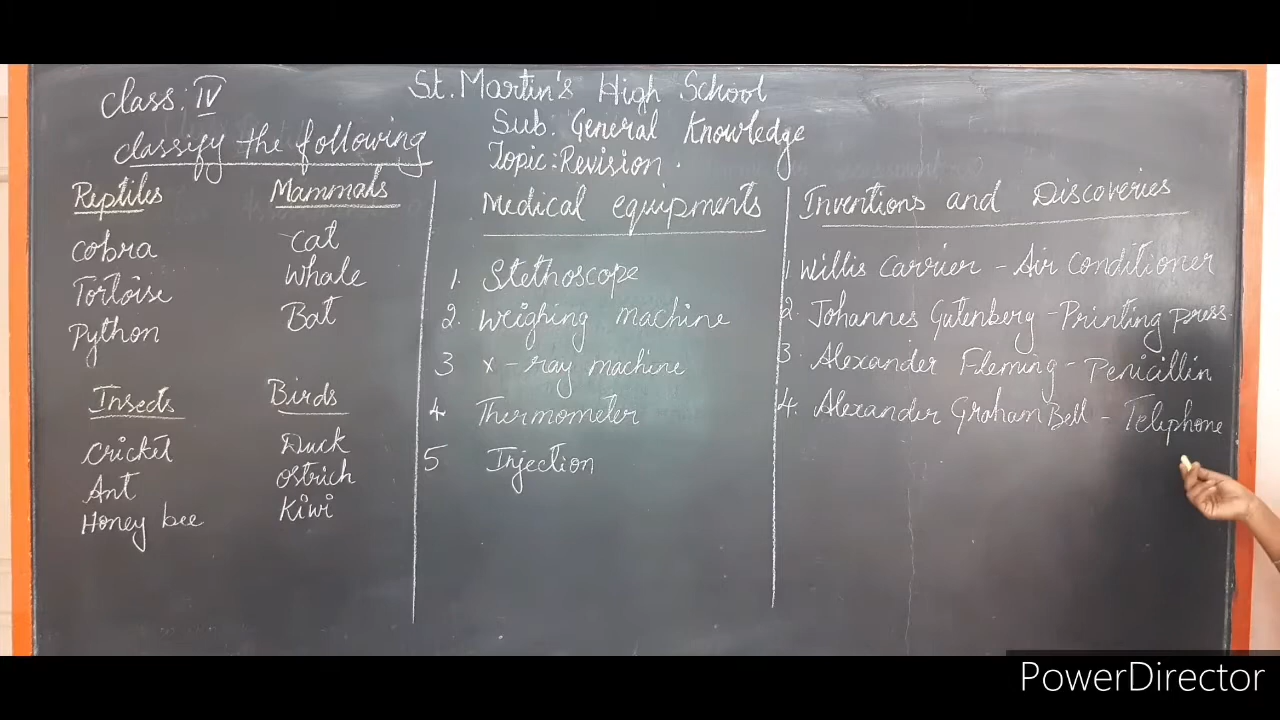 Class: IV
St. Martin's High School
Sub. General Knowledge
Topic: Revision.
classify the following
Reptiles
Cobra
Tortoise
Python
Mammals
Cat
Whale
Bat
Insects
Cricket
Ant
Honey bee
Birds
Duck
Ostrich
Kiwi
Medical equipments
1. Stethoscope
2. Weighing machine
3 X-ray machine
4 Thermometer
5 Injection
Inventions and Discoveries
1 Willis Carrier - Air Conditioner
2. Johannes Gutenberg - Printing press.
3. Alexander Fleming - Penicillin
4. Alexander Graham Bell - Telephone
PowerDirector